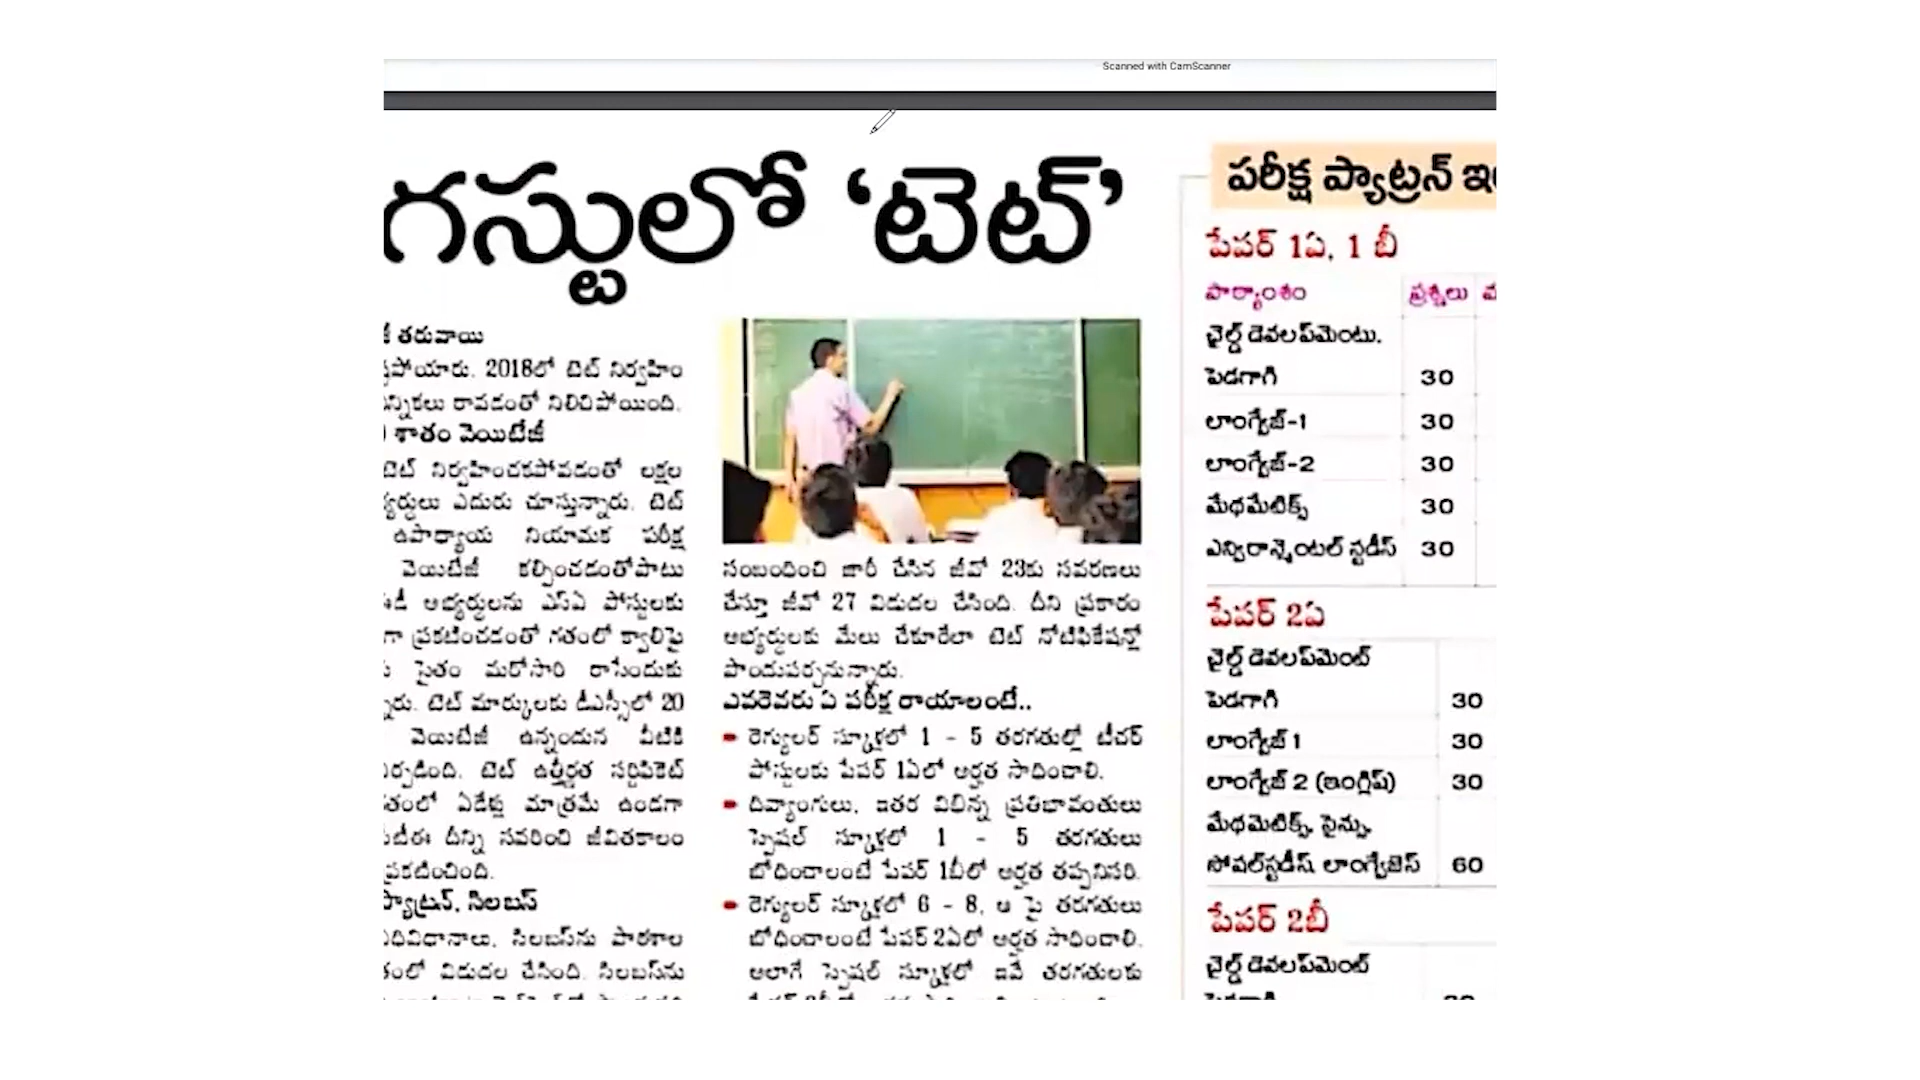 Scanned with CamScanner
గస్టులో ‘టెట్’
తరువాయి
పోయారు. 2018లో టెట్ నిర్వహిం
న్నికలు రావడంతో నిలిచిపోయింది.
శాతం వెయిటేజీ
టెట్ నిర్వహించకపోవడంతో లక్షల
ర్థులు ఎదురు చూస్తున్నారు. టెట్
ఉపాధ్యాయ నియామక పరీక్ష
వెయిటేజీ కల్పించడంతోపాటు
ఈడీ అభ్యర్థులను ఎస్ఏ పోస్టులకు
గా ప్రకటించడంతో గతంలో క్వాలిఫై
సైతం మరోసారి రాసేందుకు
రు. టెట్ మార్కులకు డీఎస్సీలో 20
వెయిటేజీ ఉన్నందున వీటికి
ర్పడింది. టెట్ ఉత్తీర్ణత సర్టిఫికెట్
తంలో ఏడేళ్లు మాత్రమే ఉండగా
టీఈ దీన్ని సవరించి జీవితకాలం
ప్రకటించింది.
ప్యాట్రన్, సిలబస్
విధివిధానాలు, సిలబస్‌ను పాఠశాల
విడుదల చేసింది. సిలబస్‌ను
సంబంధించి జారీ చేసిన జీవో 23కు సవరణలు
చేస్తూ జీవో 27 విడుదల చేసింది. దీని ప్రకారం
అభ్యర్థులకు మేలు చేకూరేలా టెట్ నోటిఫికేషన్లో
పొందుపర్చనున్నారు.
ఎవరెవరు ఏ పరీక్ష రాయాలంటే..
రెగ్యులర్ స్కూళ్లలో 1 - 5 తరగతుల్లో టీచర్
పోస్టులకు పేపర్ 1ఏలో అర్హత సాధించాలి.
దివ్యాంగులు, ఇతర విభిన్న ప్రతిభావంతులు
స్పెషల్ స్కూళ్లలో 1 - 5 తరగతులు
బోధించాలంటే పేపర్ 1బీలో అర్హత తప్పనిసరి.
రెగ్యులర్ స్కూళ్లలో 6 - 8, ఆ పై తరగతులు
బోధించాలంటే పేపర్ 2ఏలో అర్హత సాధించాలి.
అలాగే స్పెషల్ స్కూళ్లలో ఇవే తరగతులకు
పరీక్ష ప్యాట్రన్
పేపర్ 1ఏ, 1 బీ
పాఠ్యాంశం ప్రశ్నలు
చైల్డ్ డెవలప్‌మెంటు.
పెడగాగి 30
లాంగ్వేజ్-1 30
లాంగ్వేజ్-2 30
మేథమేటిక్స్ 30
ఎన్విరాన్మెంటల్ స్టడీస్ 30
పేపర్ 2ఏ
చైల్డ్ డెవలప్‌మెంట్
పెడగాగి 30
లాంగ్వేజ్ 1 30
లాంగ్వేజ్ 2 (ఇంగ్లిష్) 30
మేథమెటిక్స్, సైన్సు,
సోషల్‌స్టడీస్, లాంగ్వేజెస్ 60
పేపర్ 2బీ
చైల్డ్ డెవలప్‌మెంట్